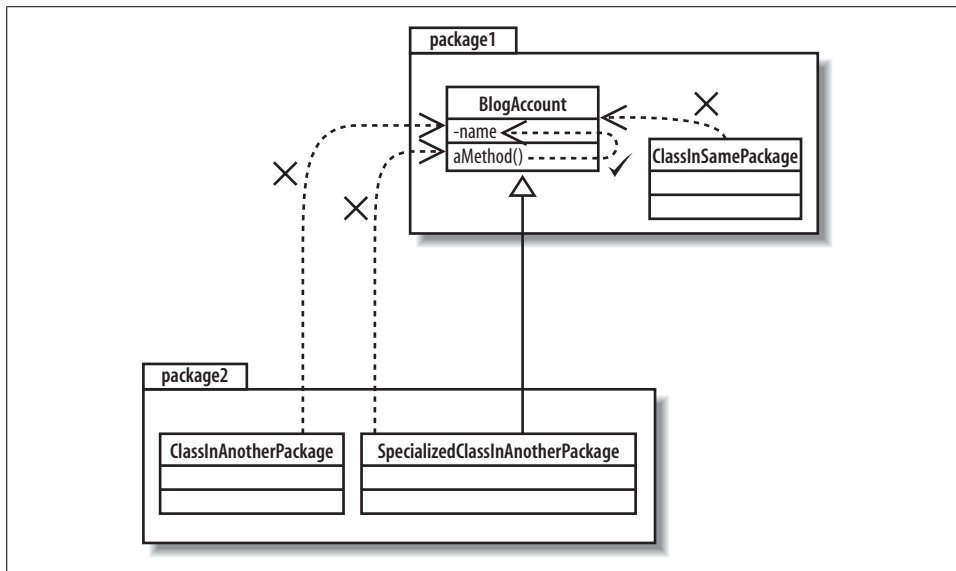 package1
BlogAccount
-name
aMethod()
ClassInSamePackage
package2
ClassInAnotherPackage
SpecializedClassInAnotherPackage